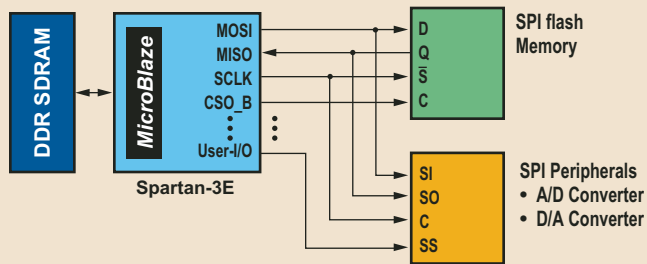 DDR SDRAM
MicroBlaze
MOSI
MISO
SCLK
CSO_B
User-I/O
Spartan-3E
D
Q
S̅
C
SPI flash
Memory
SI
SO
C
SS
SPI Peripherals
• A/D Converter
• D/A Converter